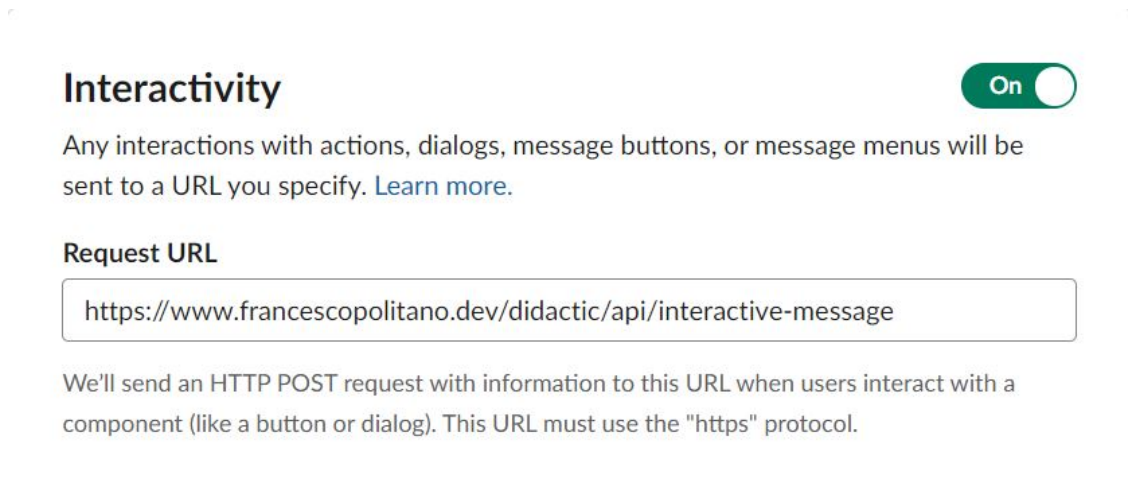 Interactivity
On
Any interactions with actions, dialogs, message buttons, or message menus will be
sent to a URL you specify. Learn more.
Request URL
https://www.francescopolitano.dev/didactic/api/interactive-message
We'll send an HTTP POST request with information to this URL when users interact with a
component (like a button or dialog). This URL must use the "https" protocol.